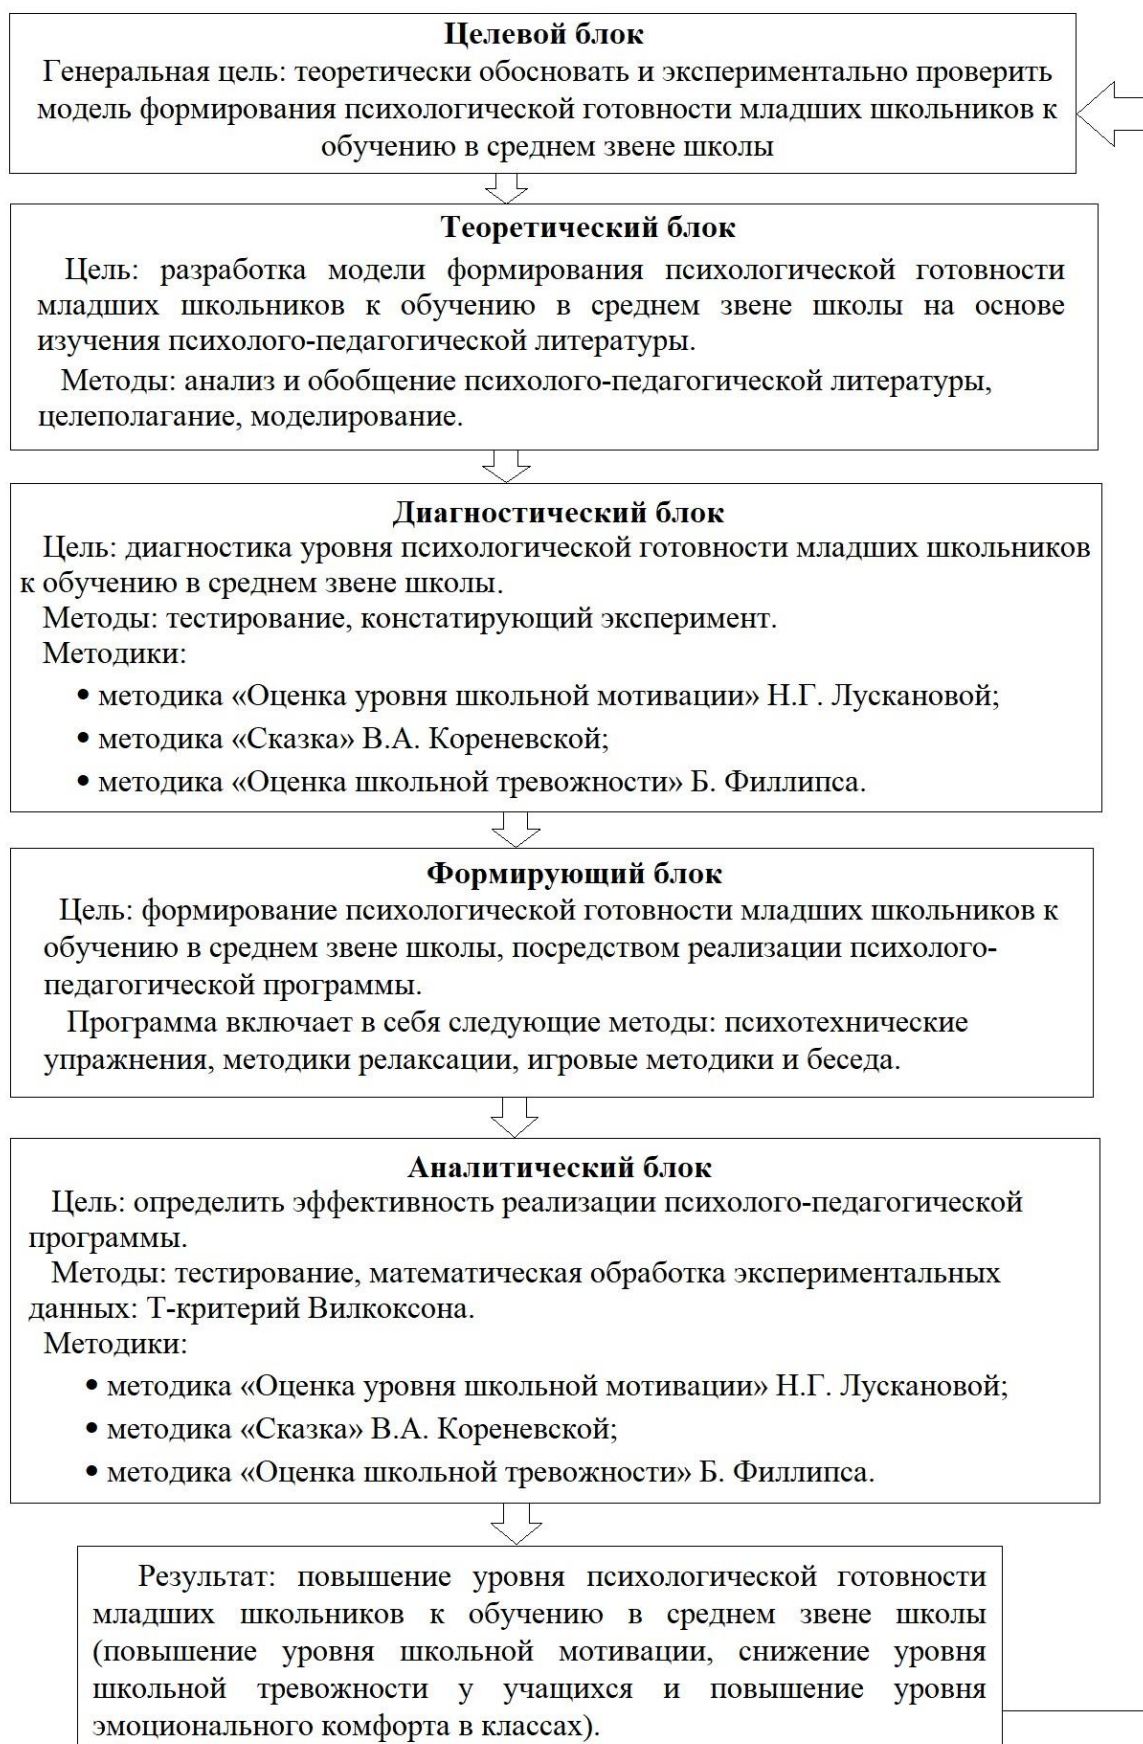 Целевой блок
Генеральная цель: теоретически обосновать и экспериментально проверить
модель формирования психологической готовности младших школьников к
обучению в среднем звене школы
Теоретический блок
Цель: разработка модели формирования психологической готовности
младших школьников к обучению в среднем звене школы на основе
изучения психолого-педагогической литературы.
Методы: анализ и обобщение психолого-педагогической литературы,
целеполагание, моделирование.
Диагностический блок
Цель: диагностика уровня психологической готовности младших школьников
к обучению в среднем звене школы.
Методы: тестирование, констатирующий эксперимент.
Методики:
• методика «Оценка уровня школьной мотивации» Н.Г. Лускановой;
• методика «Сказка» В.А. Кореневской;
• методика «Оценка школьной тревожности» Б. Филлипса.
Формирующий блок
Цель: формирование психологической готовности младших школьников к
обучению в среднем звене школы, посредством реализации психолого-
педагогической программы.
Программа включает в себя следующие методы: психотехнические
упражнения, методики релаксации, игровые методики и беседа.
Аналитический блок
Цель: определить эффективность реализации психолого-педагогической
программы.
Методы: тестирование, математическая обработка экспериментальных
данных: Т-критерий Вилкоксона.
Методики:
• методика «Оценка уровня школьной мотивации» Н.Г. Лускановой;
• методика «Сказка» В.А. Кореневской;
• методика «Оценка школьной тревожности» Б. Филлипса.
Результат: повышение уровня психологической готовности
младших школьников к обучению в среднем звене школы
(повышение уровня школьной мотивации, снижение уровня
школьной тревожности у учащихся и повышение уровня
эмоционального комфорта в классах).